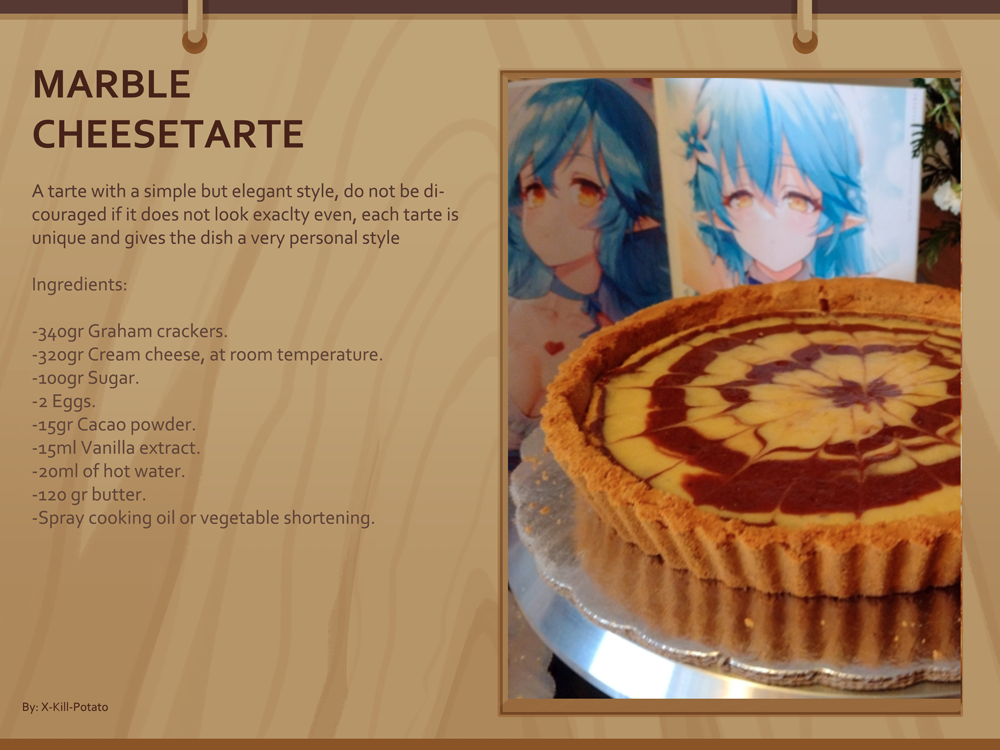 MARBLE
CHEESETARTE
A tarte with a simple but elegant style, do not be di-
couraged if it does not look exaclty even, each tarte is
unique and gives the dish a very personal style
Ingredients:
-340gr Graham crackers.
-320gr Cream cheese, at room temperature.
-100gr Sugar.
-2 Eggs.
-15gr Cacao powder.
-15ml Vanilla extract.
-20ml of hot water.
-120 gr butter.
-Spray cooking oil or vegetable shortening.
By: X-Kill-Potato